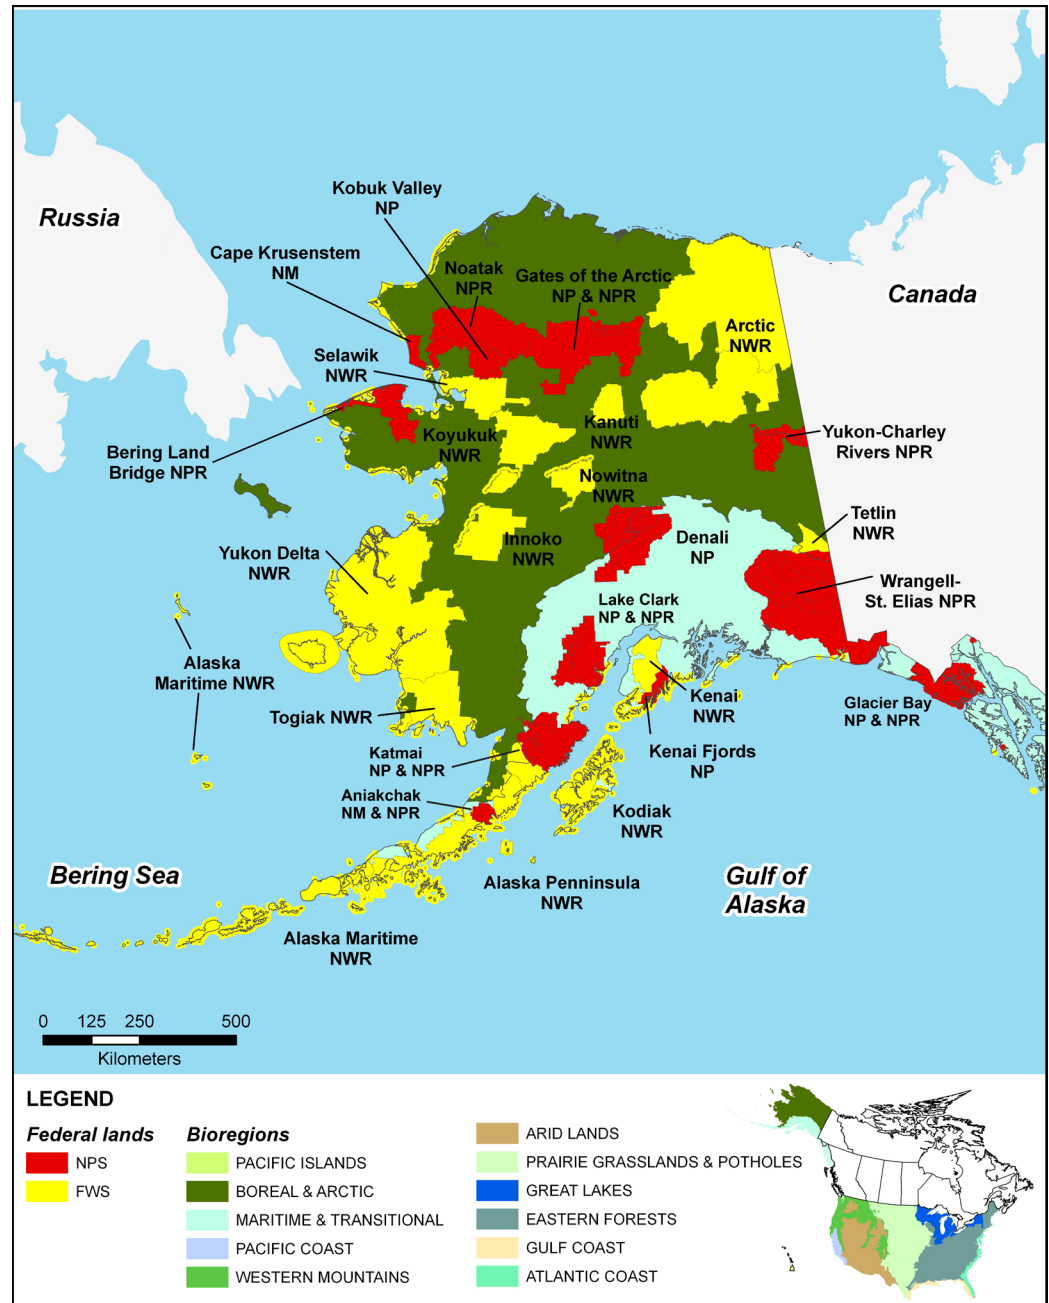 Russia
Kobuk Valley
NP
Cape Krusenstem
NM
Noatak
NPR
Gates of the Arctic
NP & NPR
Canada
Arctic
NWR
Selawik
NWR
Kanuti
NWR
Koyukuk
NWR
Yukon-Charley
Rivers NPR
Bering Land
Bridge NPR
Nowitna
NWR
Tetlin
NWR
Innoko
NWR
Denali
NP
Yukon Delta
NWR
Wrangell-
St. Elias NPR
Lake Clark
NP & NPR
Alaska
Maritime NWR
Kenai
NWR
Glacier Bay
NP & NPR
Togiak NWR
Katmai
NP & NPR
Kenai Fjords
NP
Aniakchak
NM & NPR
Kodiak
NWR
Bering Sea
Alaska Penninsula
NWR
Gulf of
Alaska
Alaska Maritime
NWR
0 125 250 500
Kilometers
LEGEND
Federal lands
NPS
FWS
Bioregions
PACIFIC ISLANDS
BOREAL & ARCTIC
MARITIME & TRANSITIONAL
PACIFIC COAST
WESTERN MOUNTAINS
ARID LANDS
PRAIRIE GRASSLANDS & POTHOLES
GREAT LAKES
EASTERN FORESTS
GULF COAST
ATLANTIC COAST